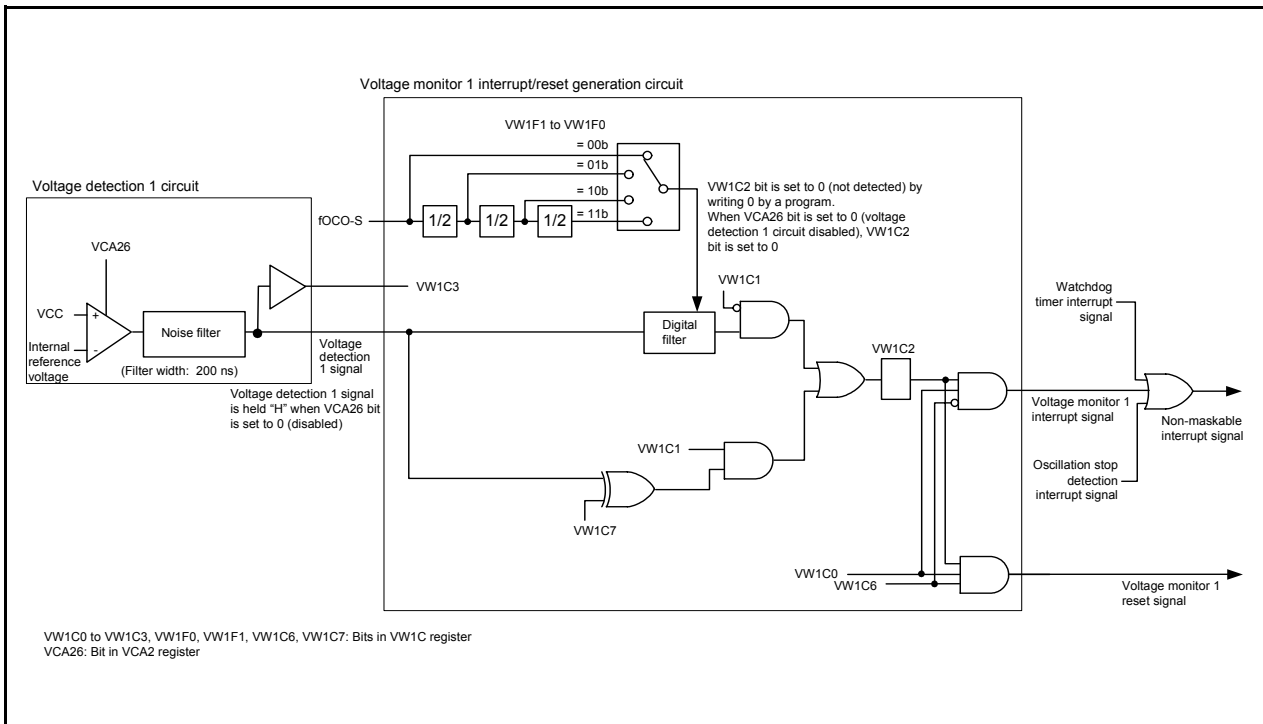 Voltage monitor 1 interrupt/reset generation circuit
VW1F1 to VW1F0
= 00b
= 01b
= 10b
= 11b
fOCO-S
1/2
1/2
1/2
VW1C2 bit is set to 0 (not detected) by
writing 0 by a program.
When VCA26 bit is set to 0 (voltage
detection 1 circuit disabled), VW1C2
bit is set to 0
Voltage detection 1 circuit
VCA26
VCC
+
Internal
reference
voltage
-
Noise filter
(Filter width: 200 ns)
VW1C3
Voltage
detection
1 signal
Voltage detection 1 signal
is held “H” when VCA26 bit
is set to 0 (disabled)
Digital
filter
VW1C1
VW1C2
VW1C1
VW1C7
VW1C0
VW1C6
Watchdog
timer interrupt
signal
Voltage monitor 1
interrupt signal
Non-maskable
interrupt signal
Oscillation stop
detection
interrupt signal
Voltage monitor 1
reset signal
VW1C0 to VW1C3, VW1F0, VW1F1, VW1C6, VW1C7: Bits in VW1C register
VCA26: Bit in VCA2 register